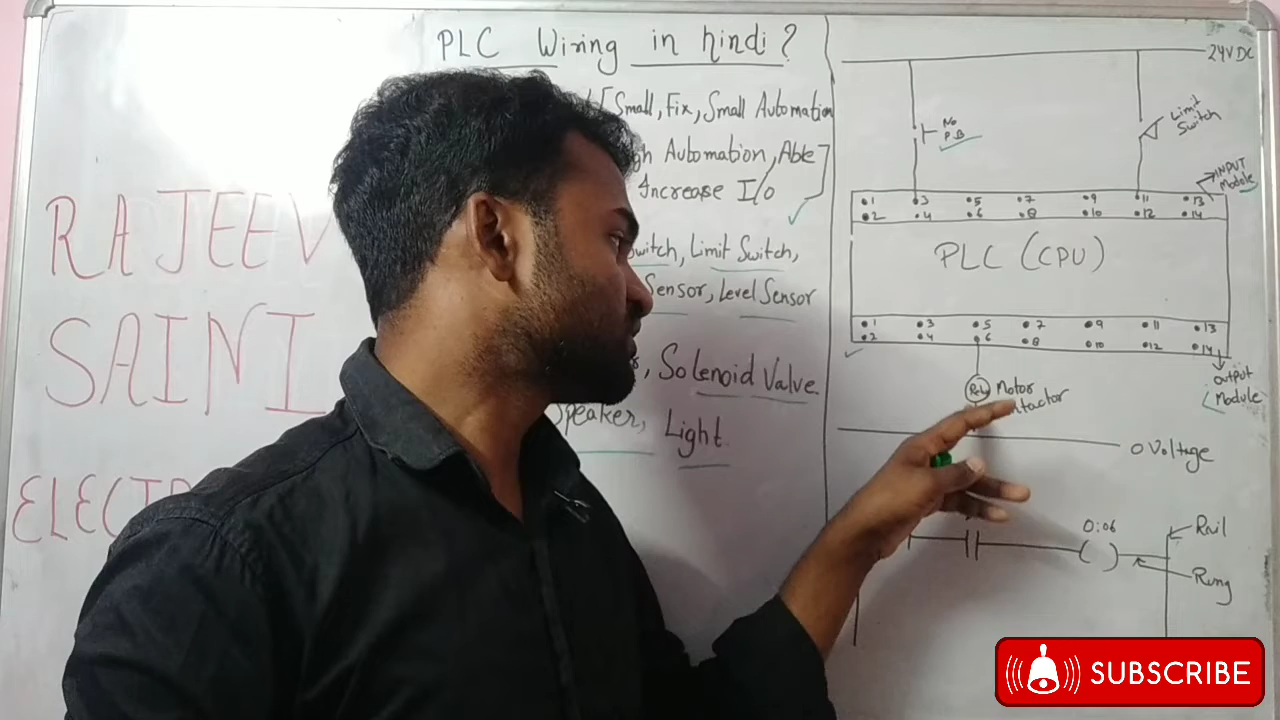 PLC Wiring in hindi?
[Small, Fix, Small Automation
Automation, Able
Increase I/O
Switch, Limit Switch,
Sensor, Level Sensor
Solenoid Valve
Speaker, Light
RAJEEV
SAINI
24V DC
NO
P.B
Limit
Switch
INPUT
Module
1 3 5 7 9 11 13
2 4 6 8 10 12 14
PLC (CPU)
1 3 5 7 9 11 13
2 4 6 8 10 12 14
Motor
OUTPUT
Module
0 Voltage
O:06
Rail
Rung
SUBSCRIBE